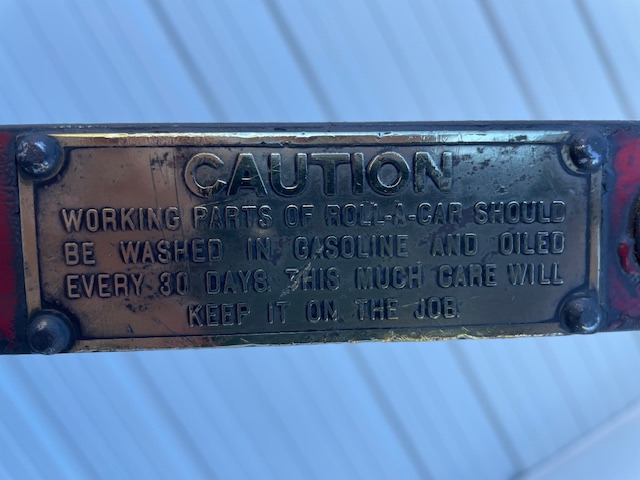 CAUTION
WORKING PARTS OF ROLL-A-CAR SHOULD
BE WASHED IN GASOLINE AND OILED
EVERY 30 DAYS. THIS MUCH CARE WILL
KEEP IT ON THE JOB.